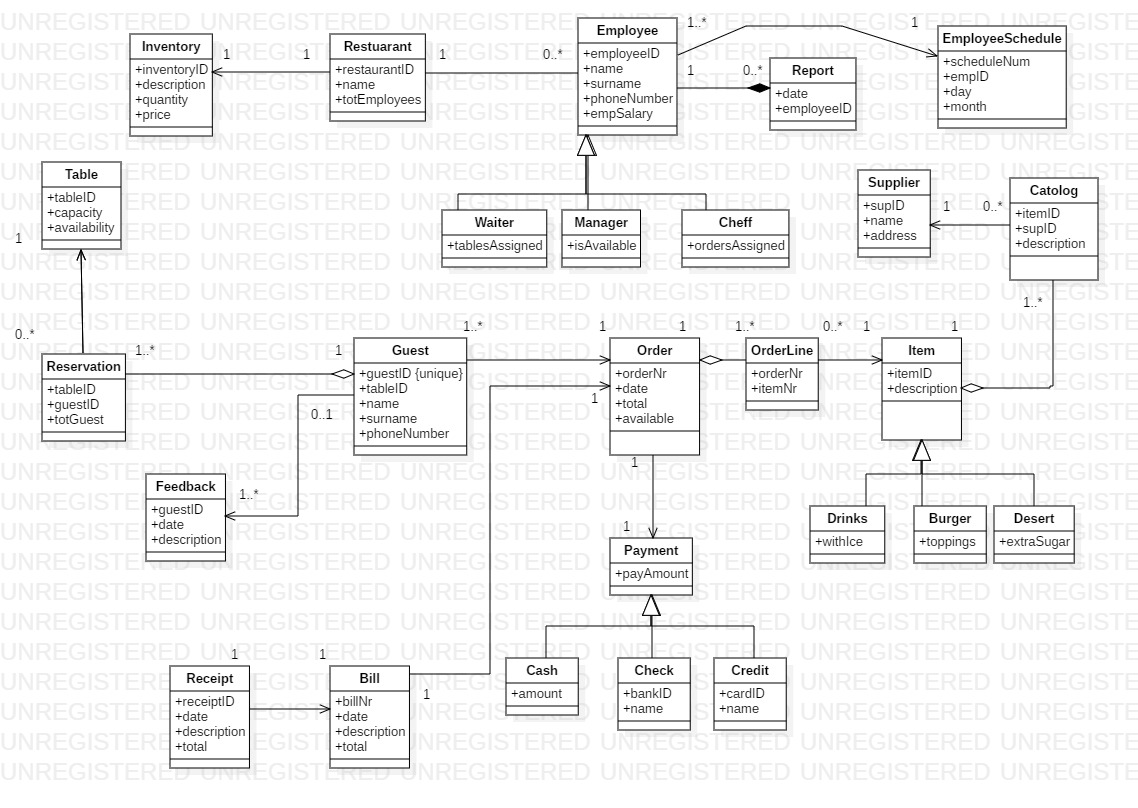 Inventory
+inventoryID
+description
+quantity
+price
1
1
Restuarant
+restaurantID
+name
+totEmployees
1
0..*
Employee
+employeeID
+name
+surname
+phoneNumber
+empSalary
1..*
1
1
0..*
Report
+date
+employeeID
EmployeeSchedule
+scheduleNum
+empID
+day
+month
Table
+tableID
+capacity
+availability
1
0..*
Waiter
+tablesAssigned
Manager
+isAvailable
Cheff
+ordersAssigned
Supplier
+supID
+name
+address
1
0..*
Catolog
+itemID
+supID
+description
1..*
Reservation
+tableID
+guestID
+totGuest
1..*
1
Guest
+guestID {unique}
+tableID
+name
+surname
+phoneNumber
1..*
1
0..1
1..*
Order
+orderNr
+date
+total
+available
1
1..*
1
1
1
OrderLine
+orderNr
+itemNr
0..*
1
1
Item
+itemID
+description
Feedback
+guestID
+date
+description
Drinks
+withIce
Burger
+toppings
Desert
+extraSugar
Payment
+payAmount
Receipt
+receiptID
+date
+description
+total
1
1
Bill
+billNr
+date
+description
+total
1
Cash
+amount
Check
+bankID
+name
Credit
+cardID
+name
UNREGISTERED